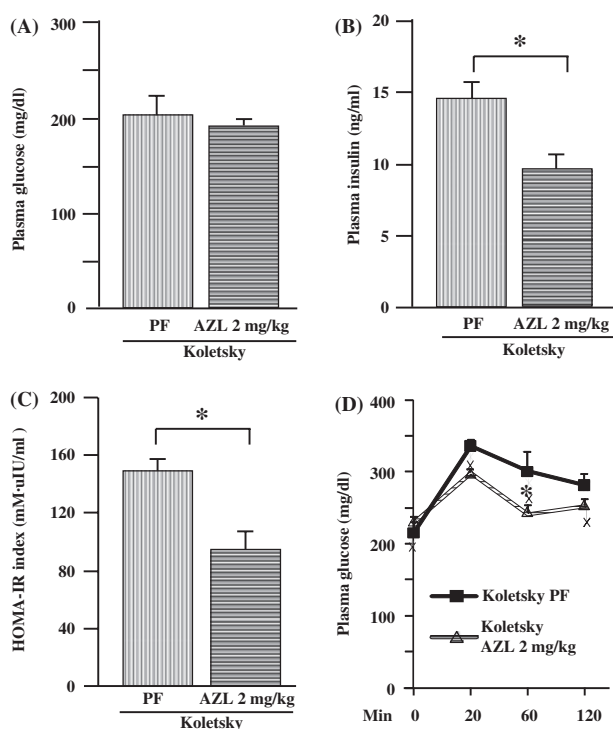 (A)
Plasma glucose (mg/dl)
300
200
100
0
PF AZL 2 mg/kg
Koletsky
(B)
*
Plasma insulin (ng/ml)
20
15
10
5
0
PF AZL 2 mg/kg
Koletsky
(C)
*
HOMA-IR index (mM·uIU/ml )
200
160
120
80
40
0
PF AZL 2 mg/kg
Koletsky
(D)
Plasma glucose (mg/dl)
400
350
300
250
200
*
Koletsky PF
Koletsky
AZL 2 mg/kg
Min 0 20 60 120